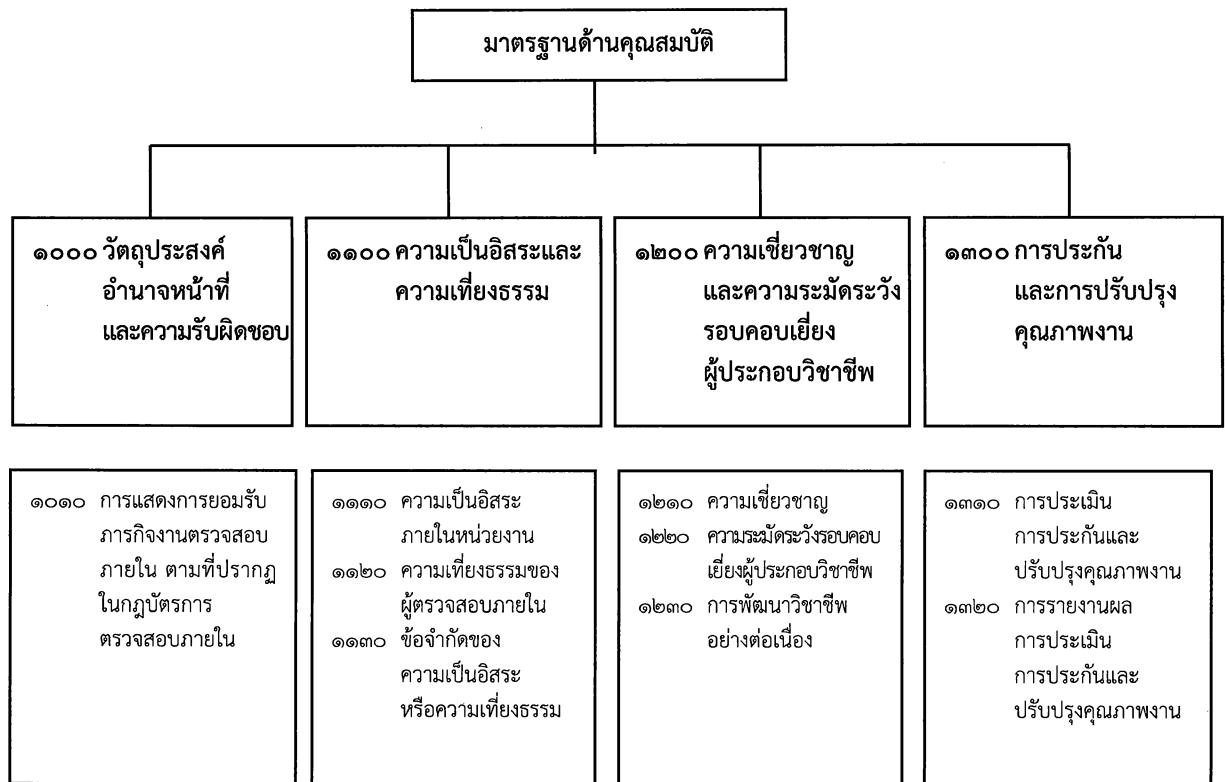 มาตรฐานด้านคุณสมบัติ
๑๐๐๐ วัตถุประสงค์
อำนาจหน้าที่
และความรับผิดชอบ
๑๑๐๐ ความเป็นอิสระและ
ความเที่ยงธรรม
๑๒๐๐ ความเชี่ยวชาญ
และความระมัดระวัง
รอบคอบเยี่ยง
ผู้ประกอบวิชาชีพ
๑๓๐๐ การประกัน
และการปรับปรุง
คุณภาพงาน
๑๐๑๐ การแสดงการยอมรับ
ภารกิจงานตรวจสอบ
ภายใน ตามที่ปรากฏ
ในกฎบัตรการ
ตรวจสอบภายใน
๑๑๑๐ ความเป็นอิสระ
ภายในหน่วยงาน
๑๑๒๐ ความเที่ยงธรรมของ
ผู้ตรวจสอบภายใน
๑๑๓๐ ข้อจำกัดของ
ความเป็นอิสระ
หรือความเที่ยงธรรม
๑๒๑๐ ความเชี่ยวชาญ
๑๒๒๐ ความระมัดระวังรอบคอบ
เยี่ยงผู้ประกอบวิชาชีพ
๑๒๓๐ การพัฒนาวิชาชีพ
อย่างต่อเนื่อง
๑๓๑๐ การประเมิน
การประกันและ
ปรับปรุงคุณภาพงาน
๑๓๒๐ การรายงานผล
การประเมิน
การประกันและ
ปรับปรุงคุณภาพงาน